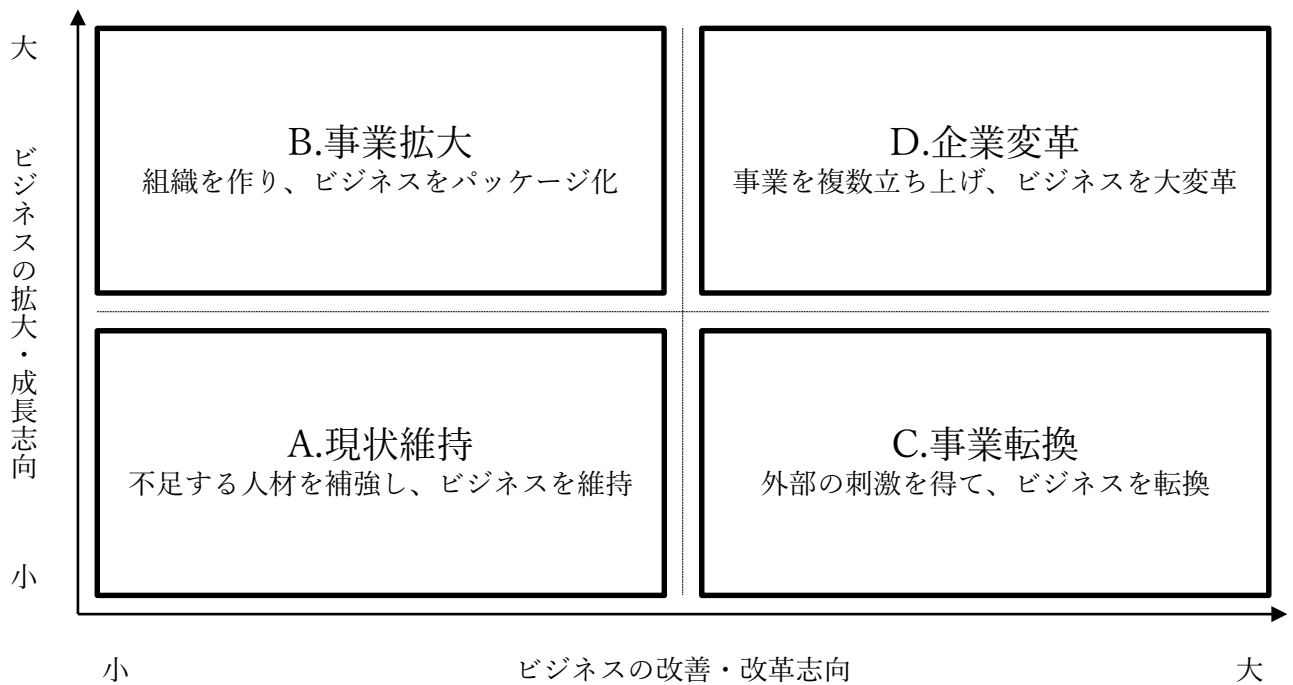 大
ビジネスの拡大・成長志向
小
B.事業拡大
組織を作り、ビジネスをパッケージ化
D.企業変革
事業を複数立ち上げ、ビジネスを大変革
A.現状維持
不足する人材を補強し、ビジネスを維持
C.事業転換
外部の刺激を得て、ビジネスを転換
小
ビジネスの改善・改革志向
大